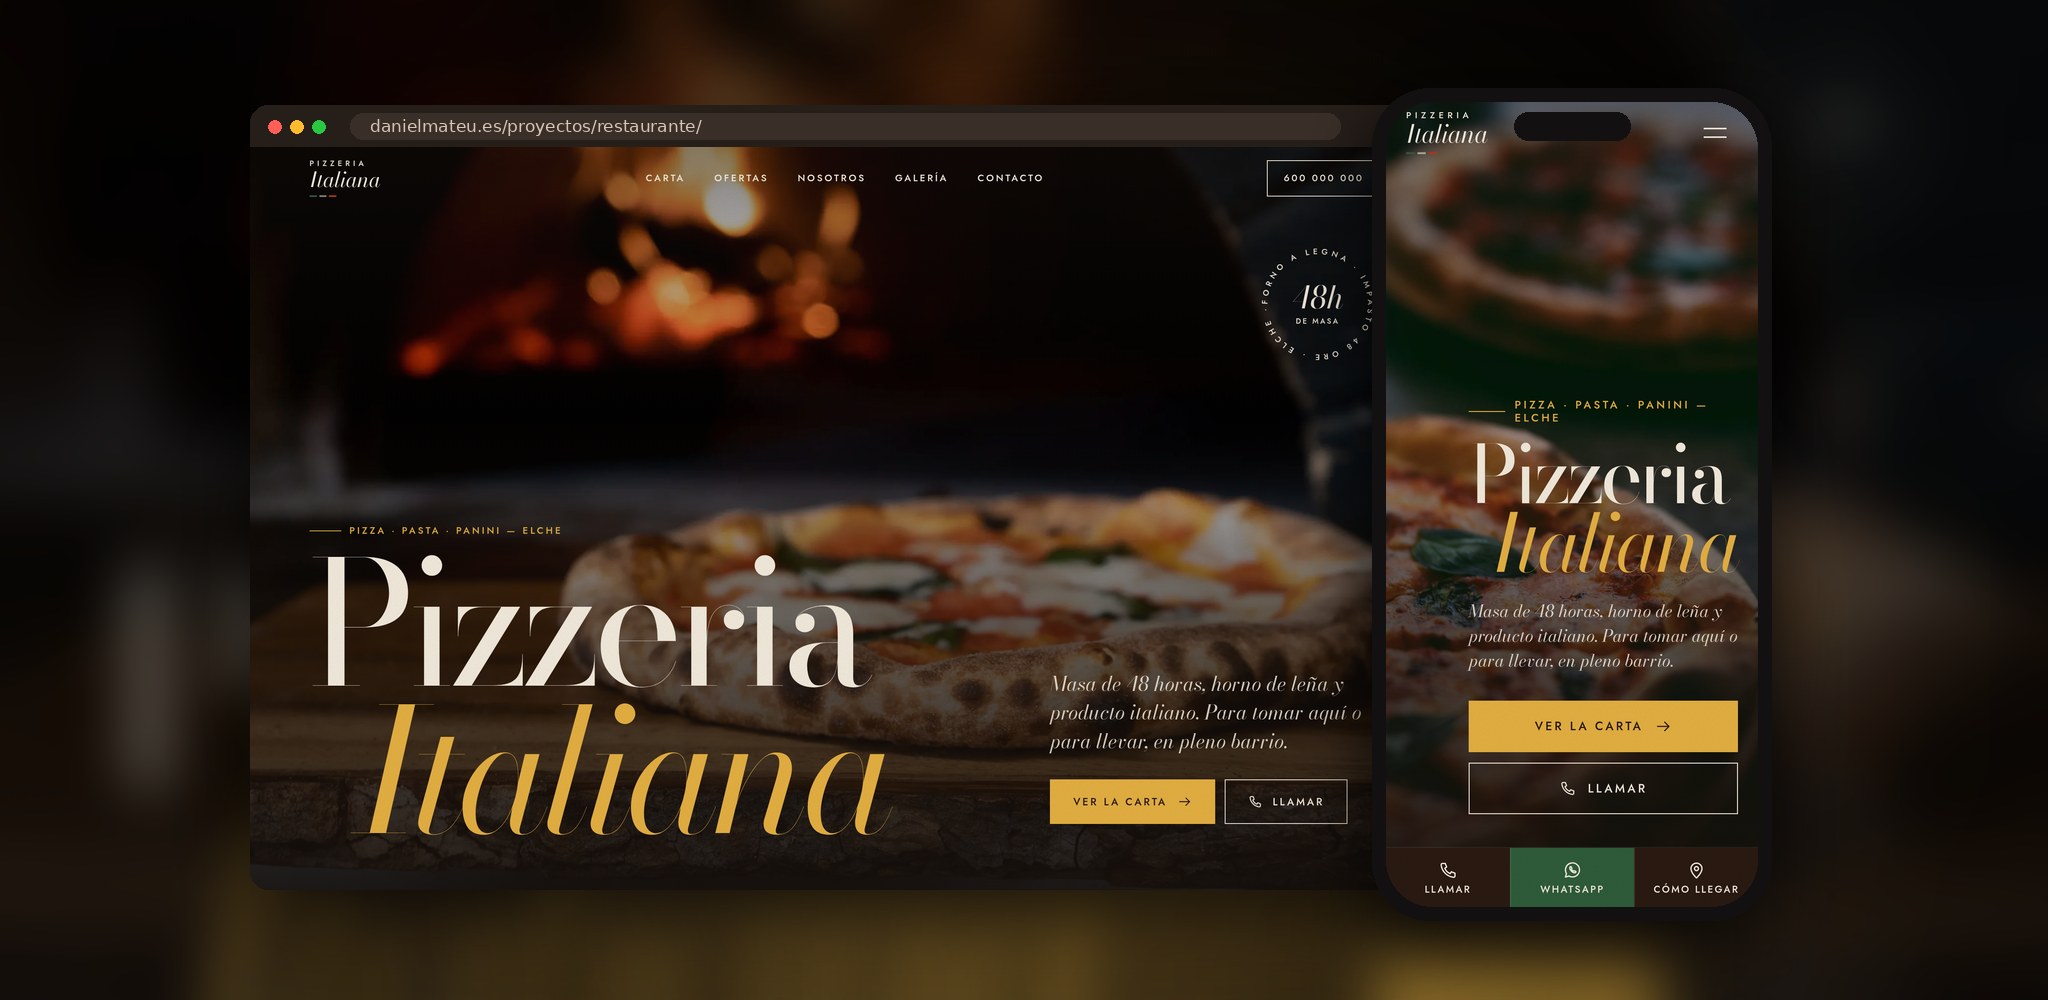 danielmateu.es/proyectos/restaurante/
PIZZERIA
Italiana
CARTA OFERTAS NOSOTROS GALERÍA CONTACTO
600 000 000
FORNO A LEGNA · IMPASTO 48 ORE · ELCHE ·
48h
DE MASA
PIZZA · PASTA · PANINI — ELCHE
Pizzeria
Italiana
Masa de 48 horas, horno de leña y
producto italiano. Para tomar aquí o
para llevar, en pleno barrio.
VER LA CARTA →
LLAMAR
PIZZERIA
Italiana
PIZZA · PASTA · PANINI —
ELCHE
Pizzeria
Italiana
Masa de 48 horas, horno de leña y
producto italiano. Para tomar aquí o
para llevar, en pleno barrio.
VER LA CARTA →
LLAMAR
LLAMAR WHATSAPP CÓMO LLEGAR